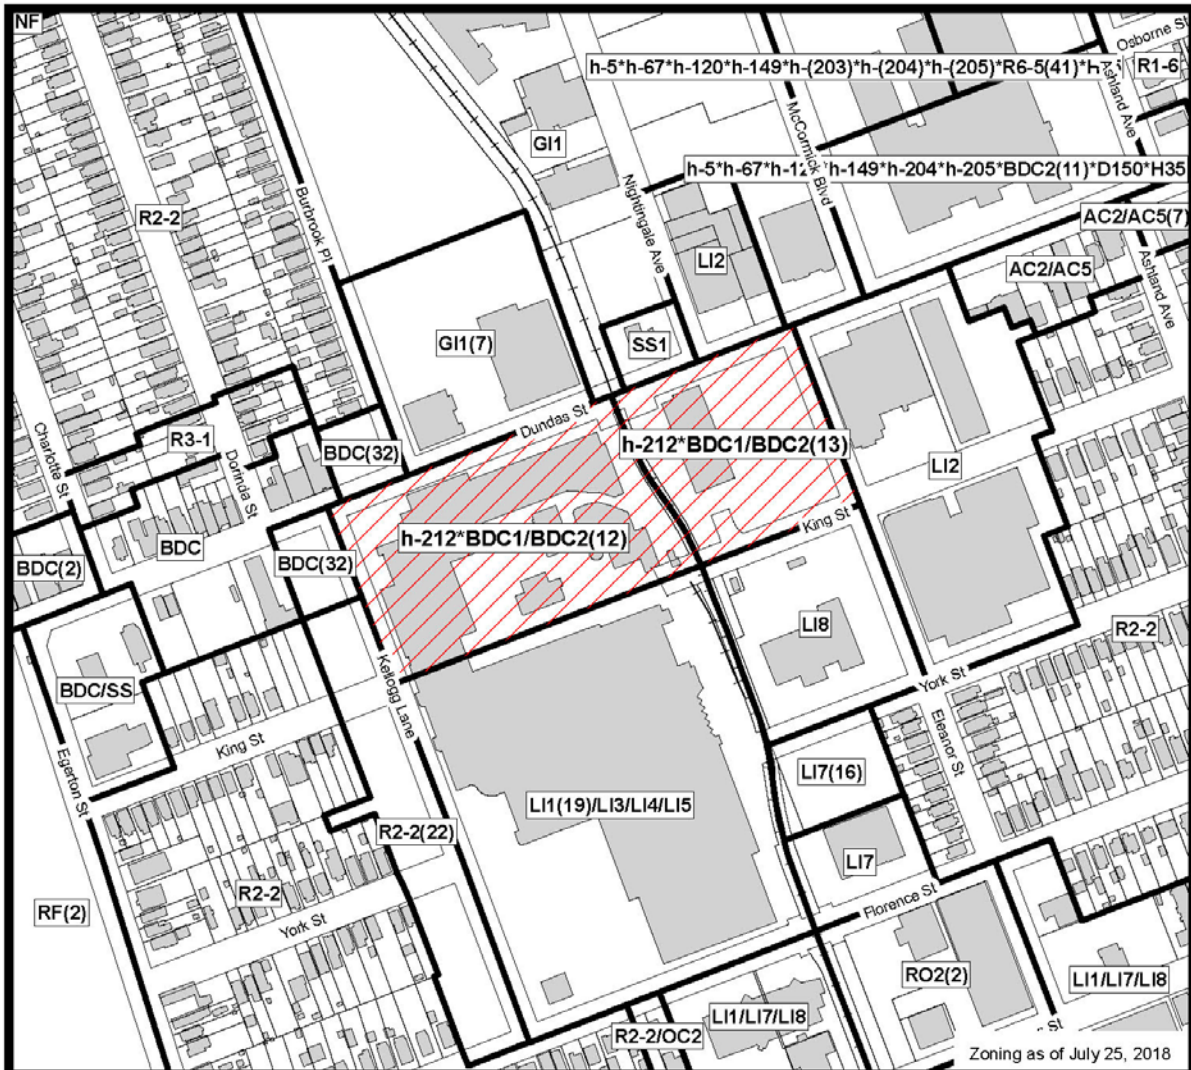 NF
Osborne St
h-5*h-67*h-120*h-149*h-(203)*h-(204)*h-(205)*R6-5(41)*H
R1-6
Ashland Ave
McCormick Blvd
GI1
h-5*h-67*h-12 *h-149*h-204*h-205*BDC2(11)*D150*H35
Nightingale Ave
Burbrook Pl
R2-2
AC2/AC5(7)
LI2
AC2/AC5
Ashland Ave
GI1(7)
SS1
Dundas St
Charlotte St
R3-1
Dorinda St
BDC(32)
h-212*BDC1/BDC2(13)
LI2
King St
h-212*BDC1/BDC2(12)
BDC
BDC(2)
BDC(32)
LI8
R2-2
BDC/SS
Kellogg Lane
York St
King St
Eleanor St
Egerton St
LI7(16)
LI1(19)/LI3/LI4/LI5
R2-2(22)
LI7
R2-2
Florence St
RF(2)
York St
RO2(2)
LI1/LI7/LI8
LI1/LI7/LI8
R2-2/OC2
St
Zoning as of July 25, 2018